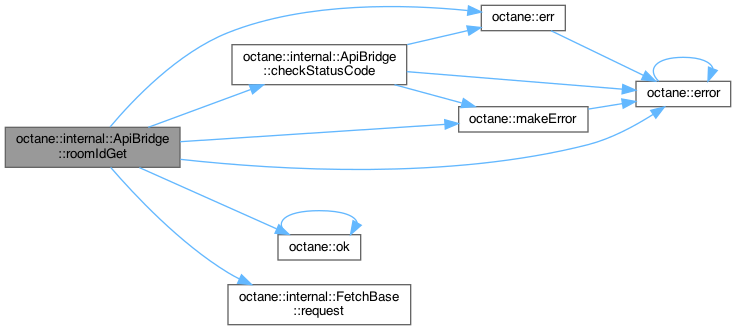 octane::internal::ApiBridge
::roomIdGet
octane::internal::ApiBridge
::checkStatusCode
octane::err
octane::error
octane::makeError
octane::ok
octane::internal::FetchBase
::request